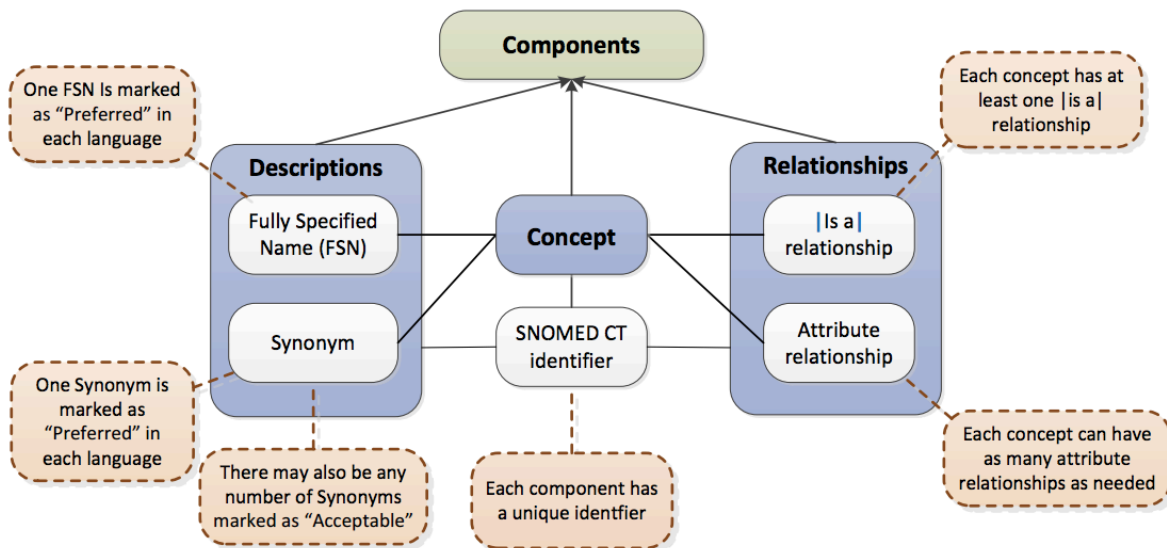 Components
One FSN Is marked
as “Preferred” in
each language
Each concept has at
least one |is a|
relationship
Descriptions
Fully Specified
Name (FSN)
Synonym
Concept
SNOMED CT
identifier
Relationships
|Is a|
relationship
Attribute
relationship
One Synonym is
marked as
“Preferred” in
each language
There may also be any
number of Synonyms
marked as “Acceptable”
Each component has
a unique identfier
Each concept can have
as many attribute
relationships as needed